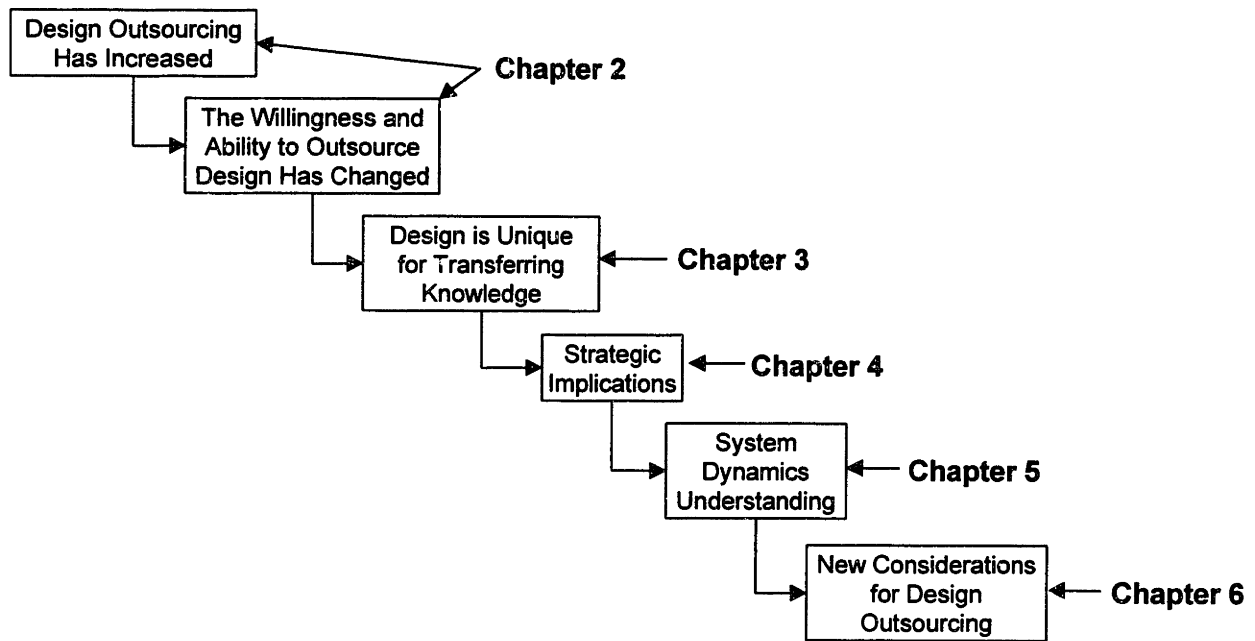 Design Outsourcing
Has Increased
Chapter 2
The Willingness and
Ability to Outsource
Design Has Changed
Design is Unique
for Transferring
Knowledge
Chapter 3
Strategic
Implications
Chapter 4
System
Dynamics
Understanding
Chapter 5
New Considerations
for Design
Outsourcing
Chapter 6